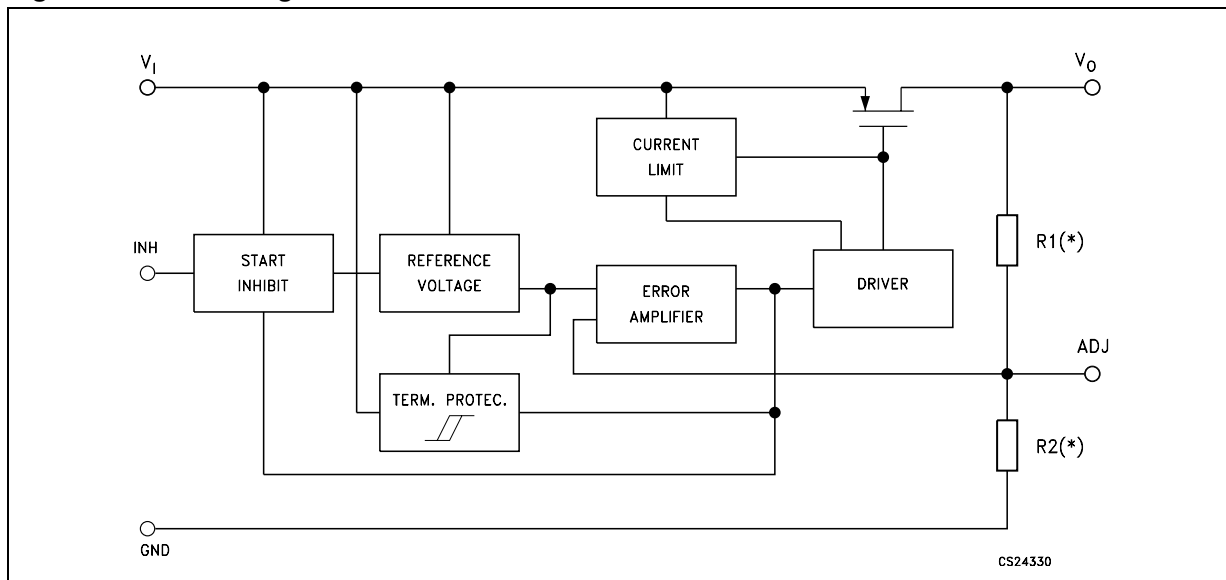 V_I
V_O
CURRENT
LIMIT
INH
START
INHIBIT
REFERENCE
VOLTAGE
ERROR
AMPLIFIER
DRIVER
R1(*)
ADJ
TERM. PROTEC.
R2(*)
GND
CS24330